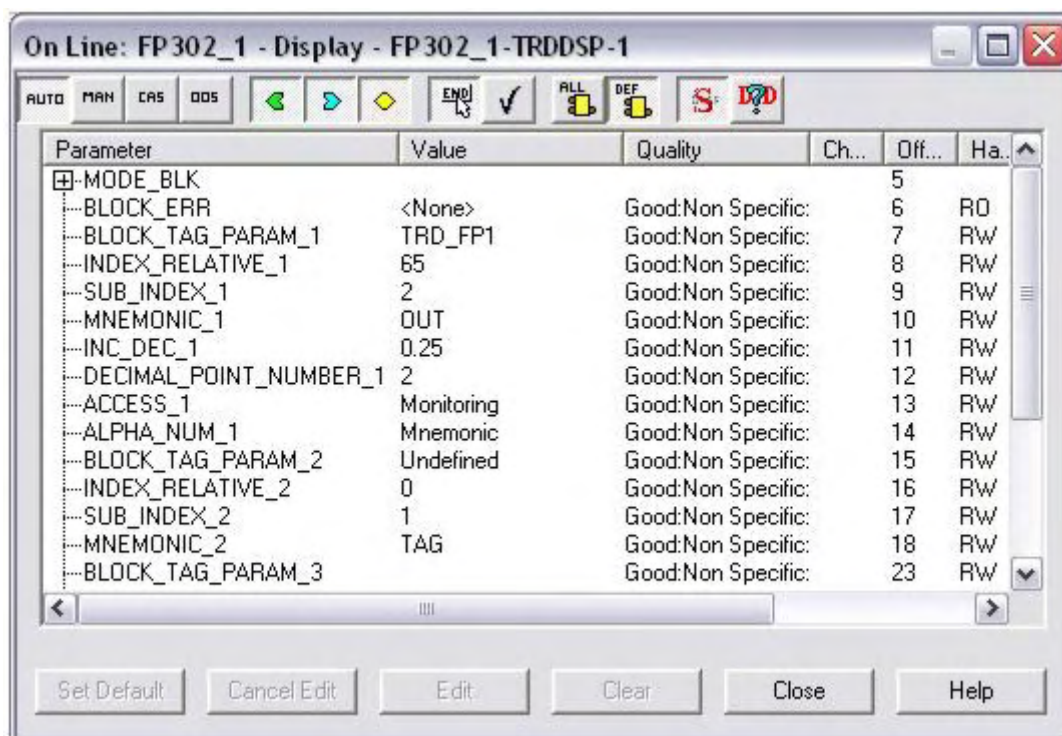 On Line: FP302_1 - Display - FP302_1-TRDDSP-1
AUTO MAN CAS OOS END ALL DEF S D?D
Parameter Value Quality Ch... Off... Ha..
MODE_BLK 5
BLOCK_ERR <None> Good:Non Specific: 6 RO
BLOCK_TAG_PARAM_1 TRD_FP1 Good:Non Specific: 7 RW
INDEX_RELATIVE_1 65 Good:Non Specific: 8 RW
SUB_INDEX_1 2 Good:Non Specific: 9 RW
MNEMONIC_1 OUT Good:Non Specific: 10 RW
INC_DEC_1 0.25 Good:Non Specific: 11 RW
DECIMAL_POINT_NUMBER_1 2 Good:Non Specific: 12 RW
ACCESS_1 Monitoring Good:Non Specific: 13 RW
ALPHA_NUM_1 Mnemonic Good:Non Specific: 14 RW
BLOCK_TAG_PARAM_2 Undefined Good:Non Specific: 15 RW
INDEX_RELATIVE_2 0 Good:Non Specific: 16 RW
SUB_INDEX_2 1 Good:Non Specific: 17 RW
MNEMONIC_2 TAG Good:Non Specific: 18 RW
BLOCK_TAG_PARAM_3 Good:Non Specific: 23 RW
Set Default Cancel Edit Edit Clear Close Help